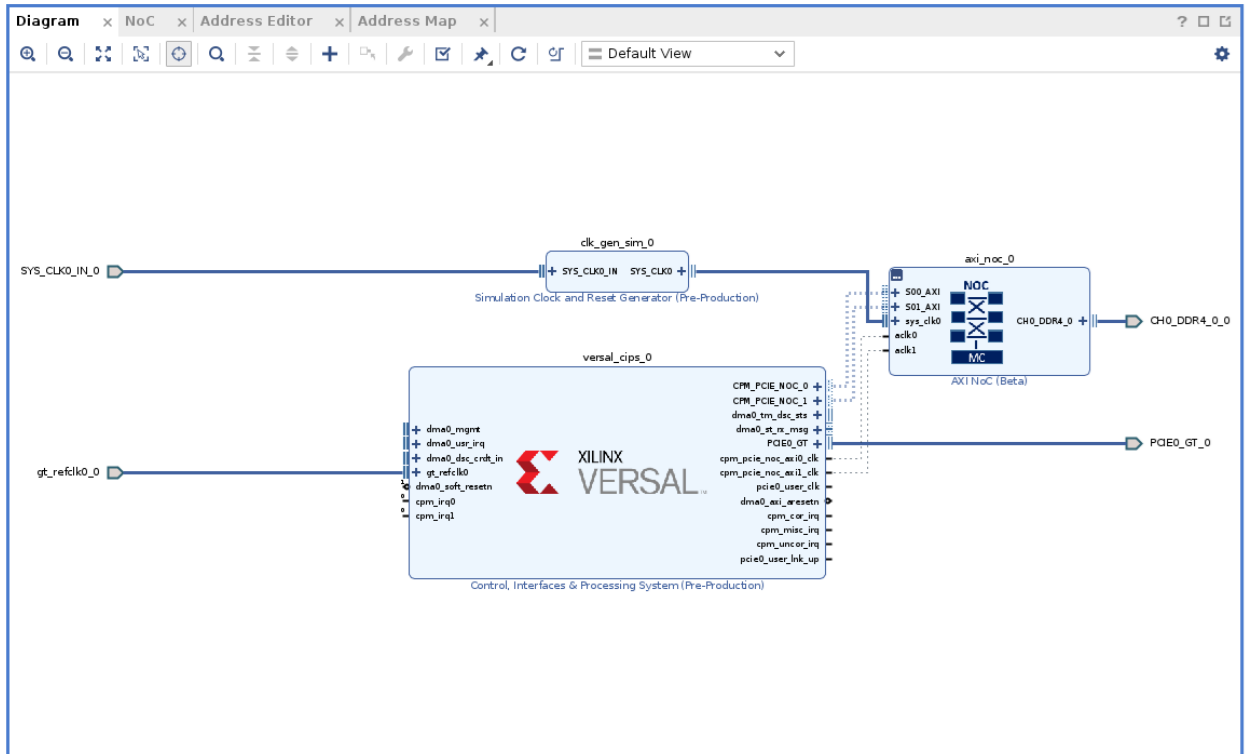 Diagram x NoC x Address Editor x Address Map x
Default View
clk_gen_sim_0
SYS_CLK0_IN_0
SYS_CLK0_IN SYS_CLK0
Simulation Clock and Reset Generator (Pre-Production)
axi_noc_0
S00_AXI
S01_AXI
sys_clk0
aclk0
aclk1
NOC
MC
CH0_DDR4_0
CH0_DDR4_0_0
AXI NoC (Beta)
versal_cips_0
gt_refclk0_0
dma0_mgmt
dma0_usr_irq
dma0_dsc_crdt_in
gt_refclk0
dma0_soft_resetn
cpm_irq0
cpm_irq1
XILINX
VERSAL
CPM_PCIE_NOC_0
CPM_PCIE_NOC_1
dma0_tm_dsc_sts
dma0_st_rx_msg
PCIE0_GT
cpm_pcie_noc_axi0_clk
cpm_pcie_noc_axi1_clk
pcie0_user_clk
dma0_axi_aresetn
cpm_cor_irq
cpm_misc_irq
cpm_uncor_irq
pcie0_user_lnk_up
PCIE0_GT_0
Control, Interfaces & Processing System (Pre-Production)